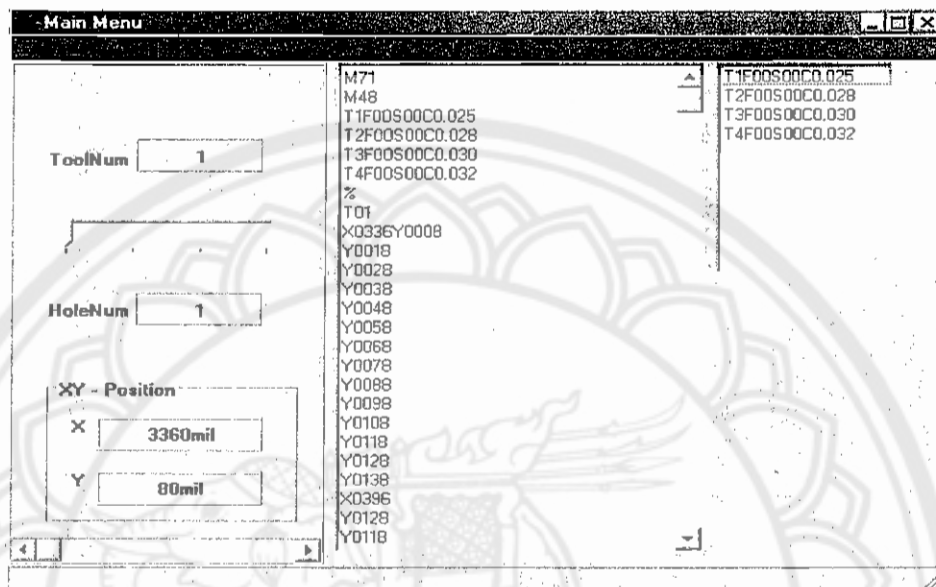 -Main Menu
ToolNum 1
HoleNum 1
XY - Position
X 3360mil
Y 80mil
M71
M48
T1F00S00C0.025
T2F00S00C0.028
T3F00S00C0.030
T4F00S00C0.032
%
T01
X0336Y0008
Y0018
Y0028
Y0038
Y0048
Y0058
Y0068
Y0078
Y0088
Y0098
Y0108
Y0118
Y0128
Y0138
X0396
Y0128
Y0118
T1F00S00C0.025
T2F00S00C0.028
T3F00S00C0.030
T4F00S00C0.032